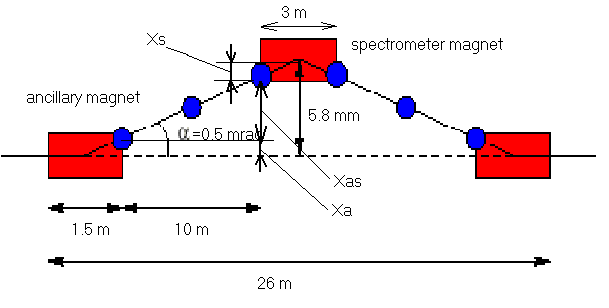 3 m
Xs
spectrometer magnet
ancillary magnet
5.8 mm
α=0.5 mrad
Xas
Xa
1.5 m
10 m
26 m